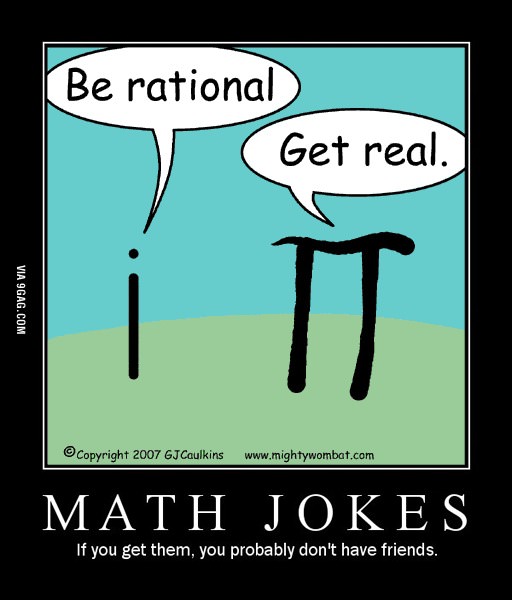 Be rational
Get real.
i
π
VIA 9GAG.COM
©Copyright 2007 GJCaulkins www.mightywombat.com
MATH JOKES
If you get them, you probably don't have friends.